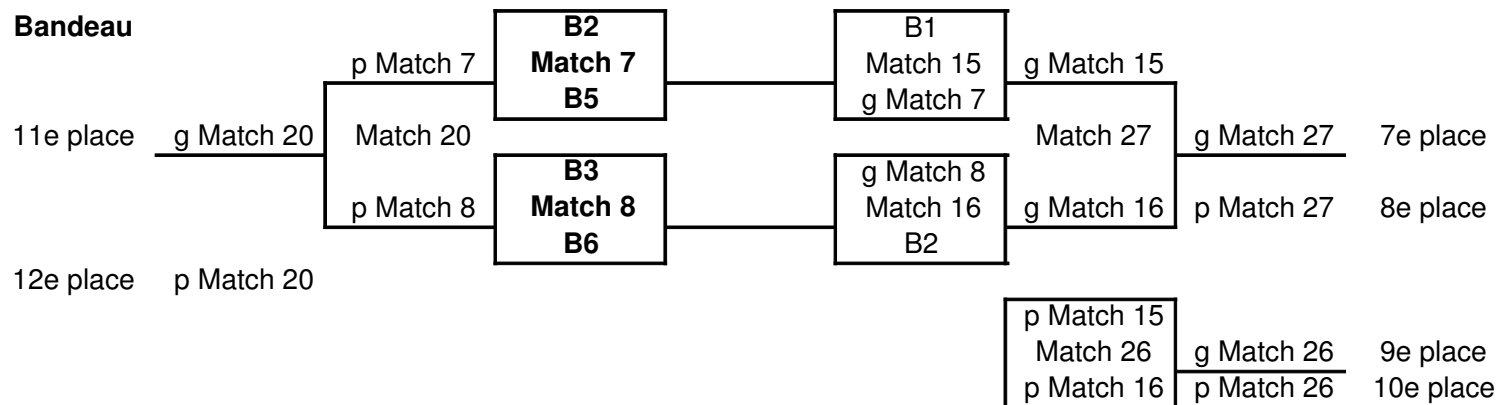 Bandeau B2 B1
p Match 7 Match 7 Match 15 g Match 15
B5 g Match 7
11e place g Match 20 Match 20 Match 27 g Match 27 7e place
B3 g Match 8
p Match 8 Match 8 Match 16 g Match 16 p Match 27 8e place
B6 B2
12e place p Match 20
p Match 15
Match 26 g Match 26 9e place
p Match 16 p Match 26 10e place